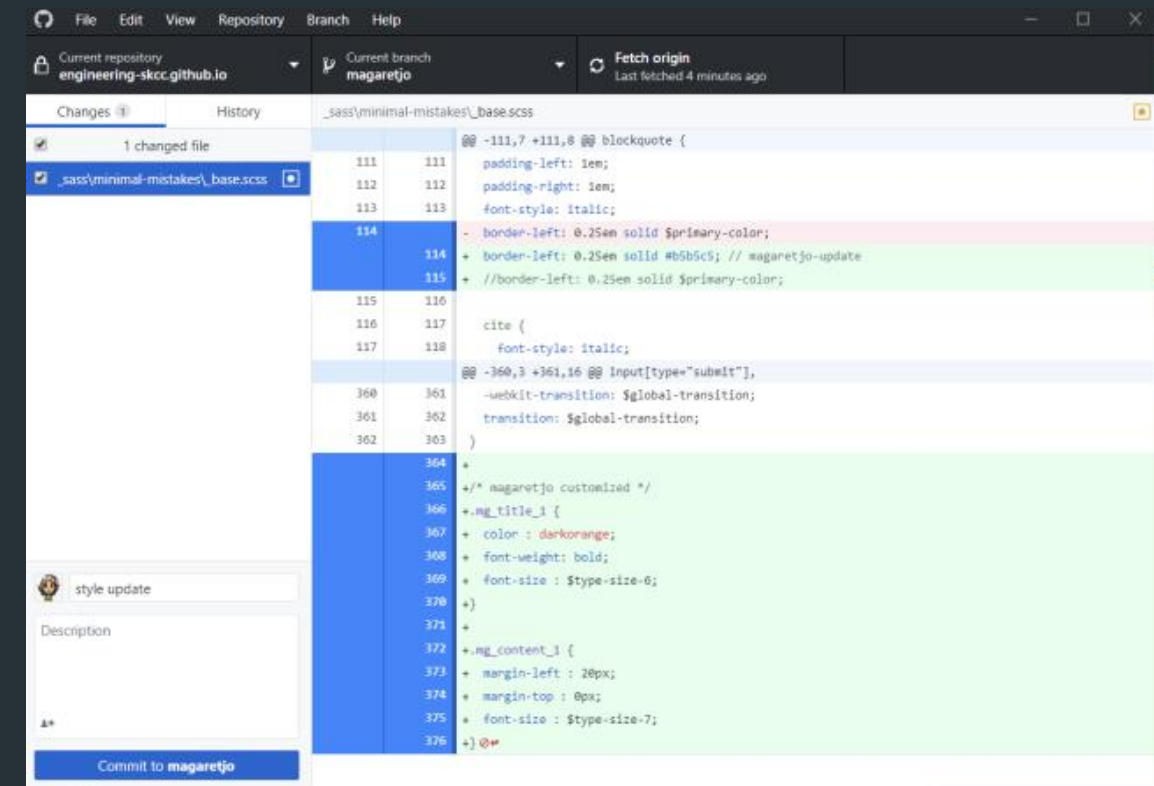 File Edit View Repository Branch Help
Current repository
engineering-skcc.github.io
Current branch
magaretjo
Fetch origin
Last fetched 4 minutes ago
Changes 1 History
_sass\minimal-mistakes\_base.scss
1 changed file
_sass\minimal-mistakes\_base.scss
@@ -111,7 +111,8 @@ blockquote {
111 111 padding-left: 1em;
112 112 padding-right: 1em;
113 113 font-style: italic;
114 - border-left: 0.25em solid $primary-color;
114 + border-left: 0.25em solid #b5b5c5; // magaretjo-update
115 + //border-left: 0.25em solid $primary-color;
115 116
116 117 cite {
117 118 font-style: italic;
@@ -360,3 +361,16 @@ input[type="submit"],
360 361 -webkit-transition: $global-transition;
361 362 transition: $global-transition;
362 363 }
364 +
365 +/* magaretjo customized */
366 +.mg_title_1 {
367 + color : darkorange;
368 + font-weight: bold;
369 + font-size : $type-size-6;
370 +}
371 +
372 +.mg_content_1 {
373 + margin-left : 20px;
374 + margin-top : 0px;
375 + font-size : $type-size-7;
376 +}
style update
Description
Commit to magaretjo